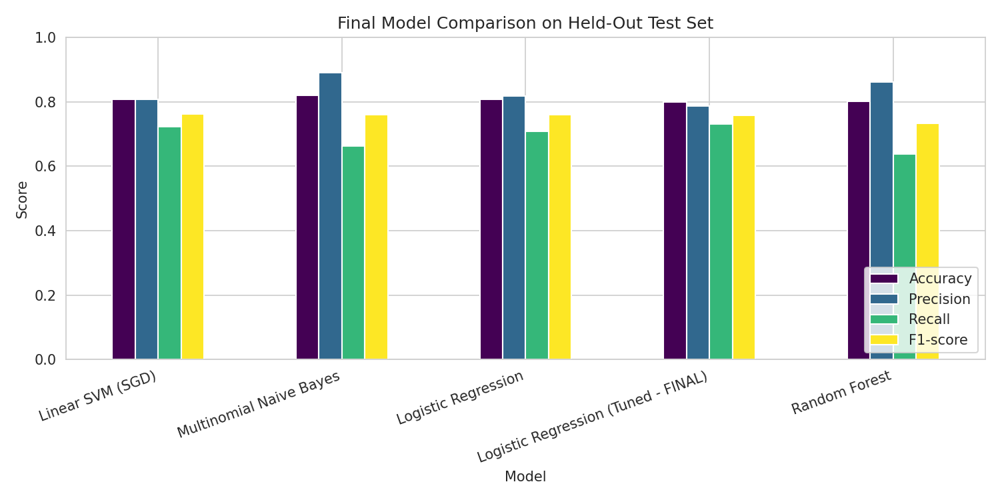 Final Model Comparison on Held-Out Test Set
1.0
0.8
0.6
0.4
0.2
0.0
Score
Accuracy
Precision
Recall
F1-score
Linear SVM (SGD)
Multinomial Naive Bayes
Logistic Regression
Logistic Regression (Tuned - FINAL)
Random Forest
Model